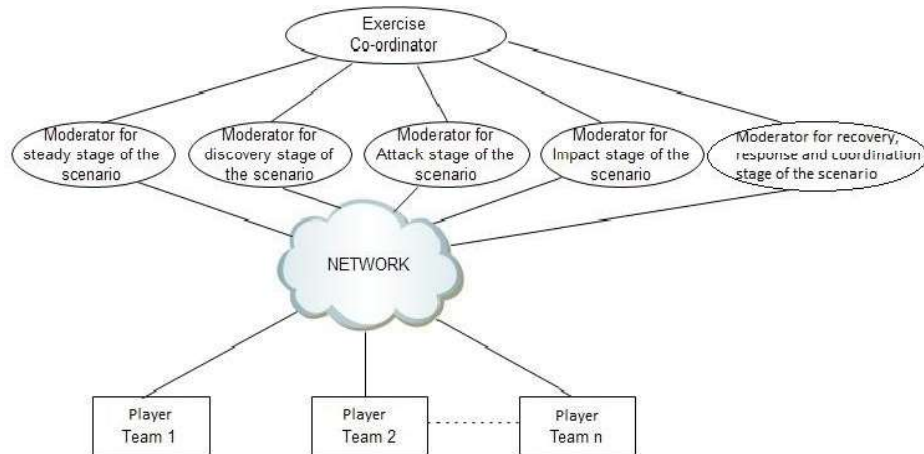 Exercise
Co-ordinator
Moderator for
steady stage of the
scenario
Moderator for
discovery stage of
the scenario
Moderator for
Attack stage of the
scenario
Moderator for
Impact stage of the
scenario
Moderator for recovery,
response and coordination
stage of the scenario
NETWORK
Player
Team 1
Player
Team 2
Player
Team n